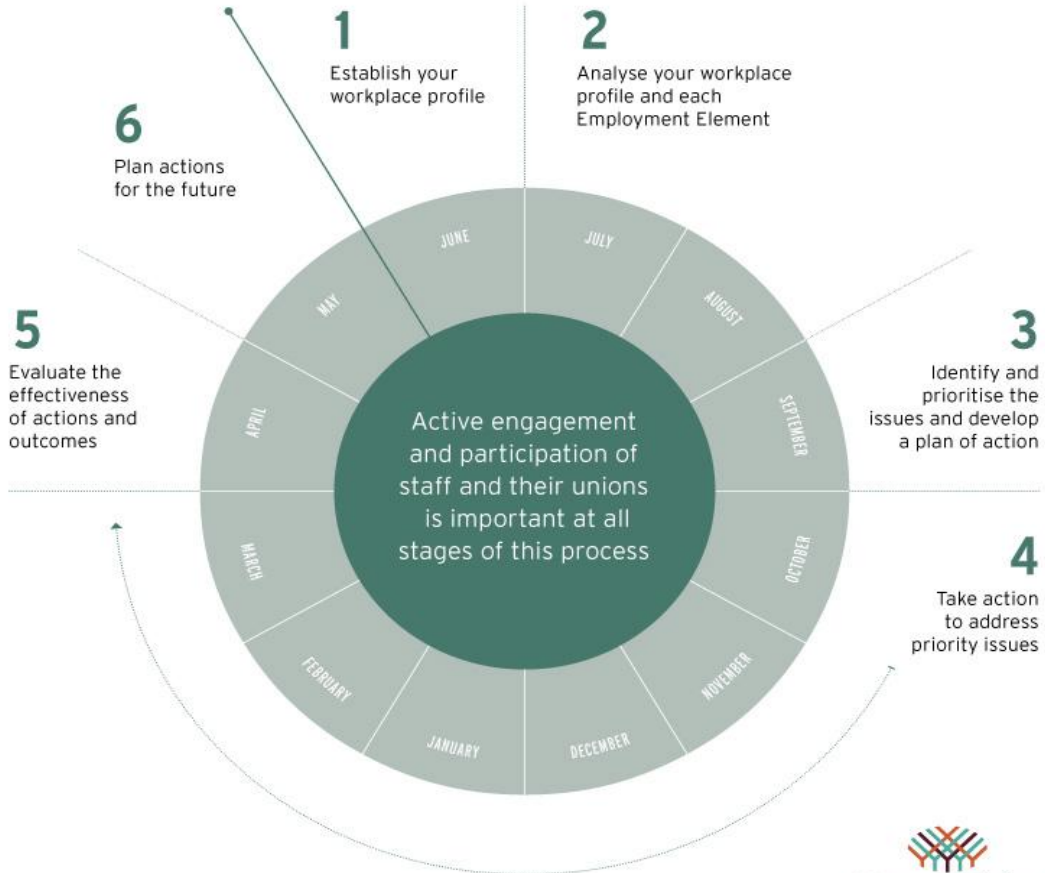 1
Establish your
workplace profile
2
Analyse your workplace
profile and each
Employment Element
3
Identify and
prioritise the
issues and develop
a plan of action
4
Take action
to address
priority issues
5
Evaluate the
effectiveness
of actions and
outcomes
6
Plan actions
for the future
JUNE
JULY
AUGUST
SEPTEMBER
OCTOBER
NOVEMBER
DECEMBER
JANUARY
FEBRUARY
MARCH
APRIL
MAY
Active engagement
and participation of
staff and their unions
is important at all
stages of this process